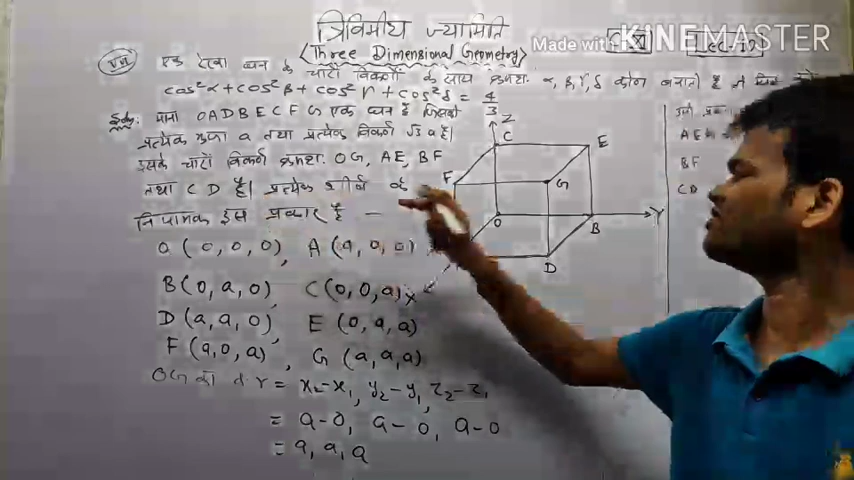 त्रिविमीय ज्यामिति
(Three Dimensional Geometry)
Made with KINEMASTER
एक रेखा घन के चारों विकर्णों के साथ क्रमशः α, β, γ, δ कोण बनाती है तो सिद्ध
cos²α + cos²β + cos²γ + cos²δ = 4/3
माना OADBECFG एक घन है जिसकी
प्रत्येक भुजा a तथा प्रत्येक विकर्ण √3 a है।
इसके चारों विकर्ण क्रमशः OG, AE, BF
तथा CD है। प्रत्येक शीर्ष के
नियामक इस प्रकार है —
O (0, 0, 0), A (a, 0, 0)
B (0, a, 0), C (0, 0, a)
D (a, a, 0), E (0, a, a)
F (a, 0, a), G (a, a, a)
OG का d.r = x₂-x₁, y₂-y₁, z₂-z₁
= a-0, a-0, a-0
= a, a, a
Z
C
E
F
G
O
B
Y
D
X
AE
BF
CD